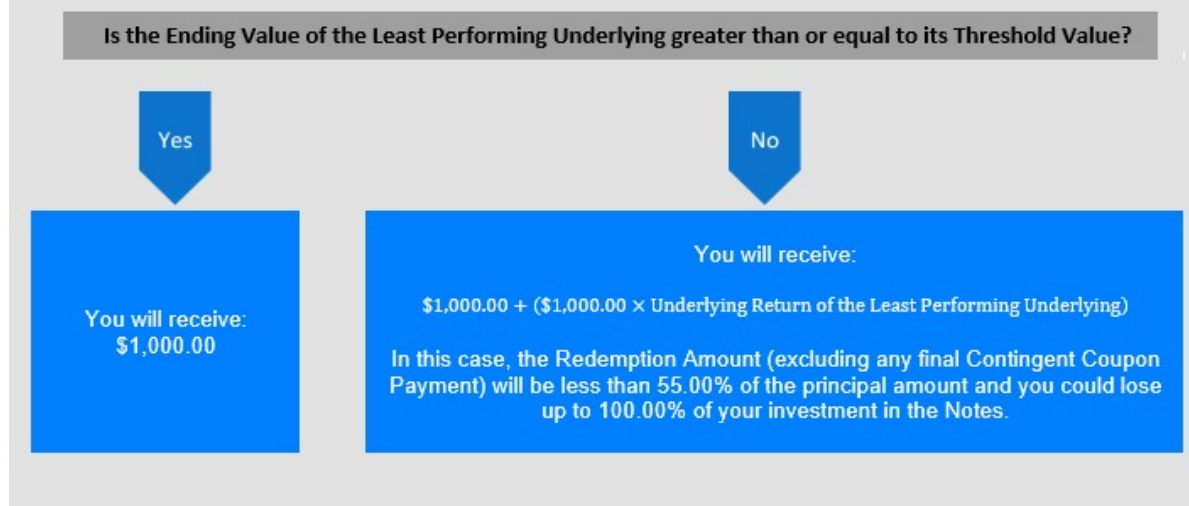 Is the Ending Value of the Least Performing Underlying greater than or equal to its Threshold Value?
Yes
No
You will receive:
$1,000.00
You will receive:
$1,000.00 + ($1,000.00 × Underlying Return of the Least Performing Underlying)
In this case, the Redemption Amount (excluding any final Contingent Coupon
Payment) will be less than 55.00% of the principal amount and you could lose
up to 100.00% of your investment in the Notes.